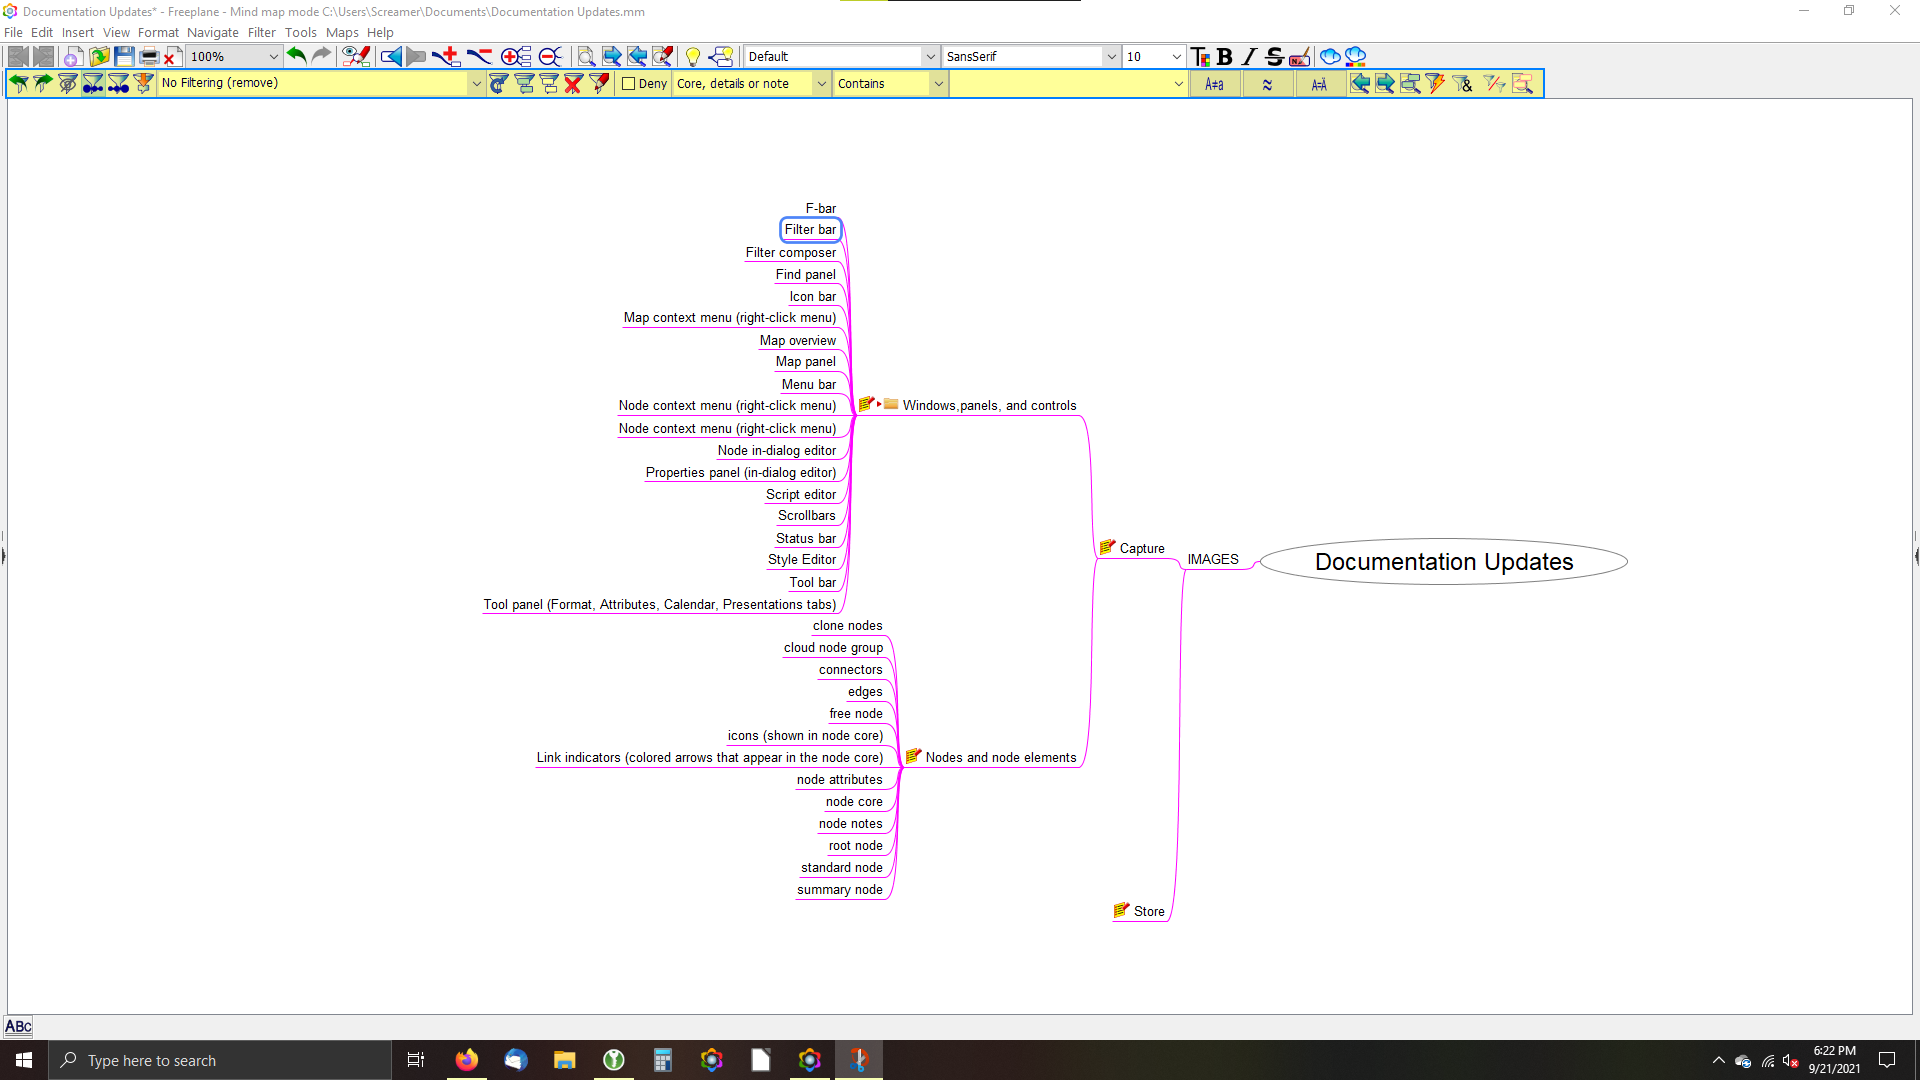 Documentation Updates* - Freeplane - Mind map mode C:\Users\Screamer\Documents\Documentation Updates.mm
File Edit Insert View Format Navigate Filter Tools Maps Help
100% Default SansSerif 10
No Filtering (remove) Deny Core, details or note Contains A≠a ≈ A=Ä
F-bar
Filter bar
Filter composer
Find panel
Icon bar
Map context menu (right-click menu)
Map overview
Map panel
Menu bar
Node context menu (right-click menu)
Windows,panels, and controls
Node context menu (right-click menu)
Node in-dialog editor
Properties panel (in-dialog editor)
Script editor
Scrollbars
Status bar
Capture
Style Editor
IMAGES
Documentation Updates
Tool bar
Tool panel (Format, Attributes, Calendar, Presentations tabs)
clone nodes
cloud node group
connectors
edges
free node
icons (shown in node core)
Link indicators (colored arrows that appear in the node core)
Nodes and node elements
node attributes
node core
node notes
root node
standard node
summary node
Store
ABC
Type here to search
6:22 PM
9/21/2021